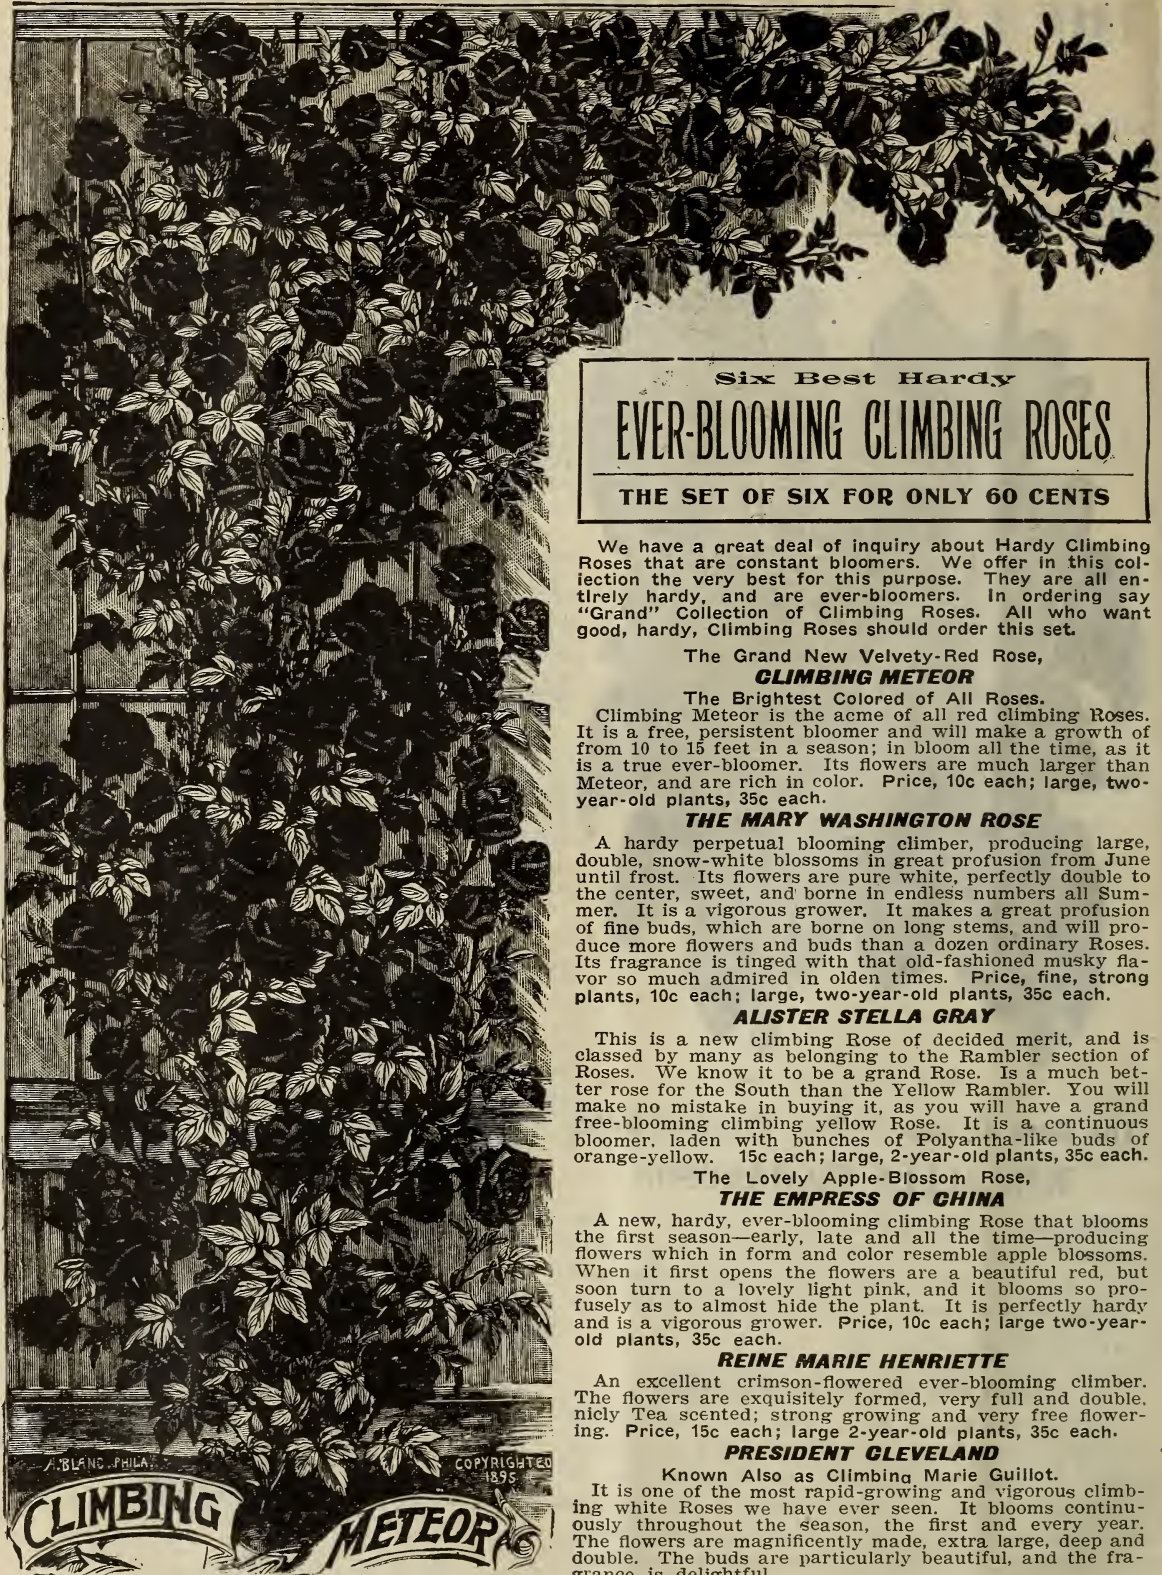 Six Best Hardy
EVER-BLOOMING CLIMBING ROSES
THE SET OF SIX FOR ONLY 60 CENTS
We have a great deal of inquiry about Hardy Climbing
Roses that are constant bloomers. We offer in this col-
lection the very best for this purpose. They are all en-
tirely hardy, and are ever-bloomers. In ordering say
"Grand" Collection of Climbing Roses. All who want
good, hardy, Climbing Roses should order this set.
The Grand New Velvety-Red Rose,
CLIMBING METEOR
The Brightest Colored of All Roses.
Climbing Meteor is the acme of all red climbing Roses.
It is a free, persistent bloomer and will make a growth of
from 10 to 15 feet in a season; in bloom all the time, as it
is a true ever-bloomer. Its flowers are much larger than
Meteor, and are rich in color. Price, 10c each; large, two-
year-old plants, 35c each.
THE MARY WASHINGTON ROSE
A hardy perpetual blooming climber, producing large,
double, snow-white blossoms in great profusion from June
until frost. Its flowers are pure white, perfectly double to
the center, sweet, and borne in endless numbers all Sum-
mer. It is a vigorous grower. It makes a great profusion
of fine buds, which are borne on long stems, and will pro-
duce more flowers and buds than a dozen ordinary Roses.
Its fragrance is tinged with that old-fashioned musky fla-
vor so much admired in olden times. Price, fine, strong
plants, 10c each; large, two-year-old plants, 35c each.
ALISTER STELLA GRAY
This is a new climbing Rose of decided merit, and is
classed by many as belonging to the Rambler section of
Roses. We know it to be a grand Rose. Is a much bet-
ter rose for the South than the Yellow Rambler. You will
make no mistake in buying it, as you will have a grand
free-blooming climbing yellow Rose. It is a continuous
bloomer, laden with bunches of Polyantha-like buds of
orange-yellow. 15c each; large, 2-year-old plants, 35c each.
The Lovely Apple-Blossom Rose,
THE EMPRESS OF CHINA
A new, hardy, ever-blooming climbing Rose that blooms
the first season—early, late and all the time—producing
flowers which in form and color resemble apple blossoms.
When it first opens the flowers are a beautiful red, but
soon turn to a lovely light pink, and it blooms so pro-
fusely as to almost hide the plant. It is perfectly hardy
and is a vigorous grower. Price, 10c each; large two-year-
old plants, 35c each.
REINE MARIE HENRIETTE
An excellent crimson-flowered ever-blooming climber.
The flowers are exquisitely formed, very full and double,
nicly Tea scented; strong growing and very free flower-
ing. Price, 15c each; large 2-year-old plants, 35c each.
PRESIDENT CLEVELAND
Known Also as Climbing Marie Guillot.
It is one of the most rapid-growing and vigorous climb-
ing white Roses we have ever seen. It blooms continu-
ously throughout the season, the first and every year.
The flowers are magnificently made, extra large, deep and
double. The buds are particularly beautiful, and the fra-
grance is delightful
A. BLANC PHILA.
COPYRIGHTED
1895
CLIMBING
METEOR